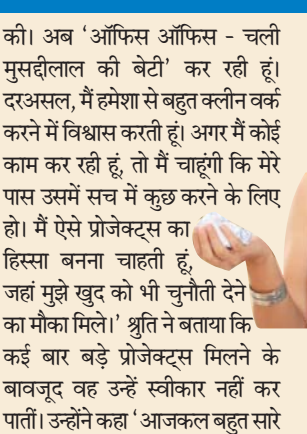 की। अब ‘ऑफिस ऑफिस - चली
मुसद्दीलाल की बेटी’ कर रही हूं।
दरअसल, मैं हमेशा से बहुत क्लीन वर्क
करने में विश्वास करती हूं। अगर मैं कोई
काम कर रही हूं, तो मैं चाहूंगी कि मेरे
पास उसमें सच में कुछ करने के लिए
हो। मैं ऐसे प्रोजेक्ट्स का
हिस्सा बनना चाहती हूं,
जहां मुझे खुद को भी चुनौती देने
का मौका मिले।’ श्रुति ने बताया कि
कई बार बड़े प्रोजेक्ट्स मिलने के
बावजूद वह उन्हें स्वीकार नहीं कर
पातीं। उन्होंने कहा ‘आजकल बहुत सारे